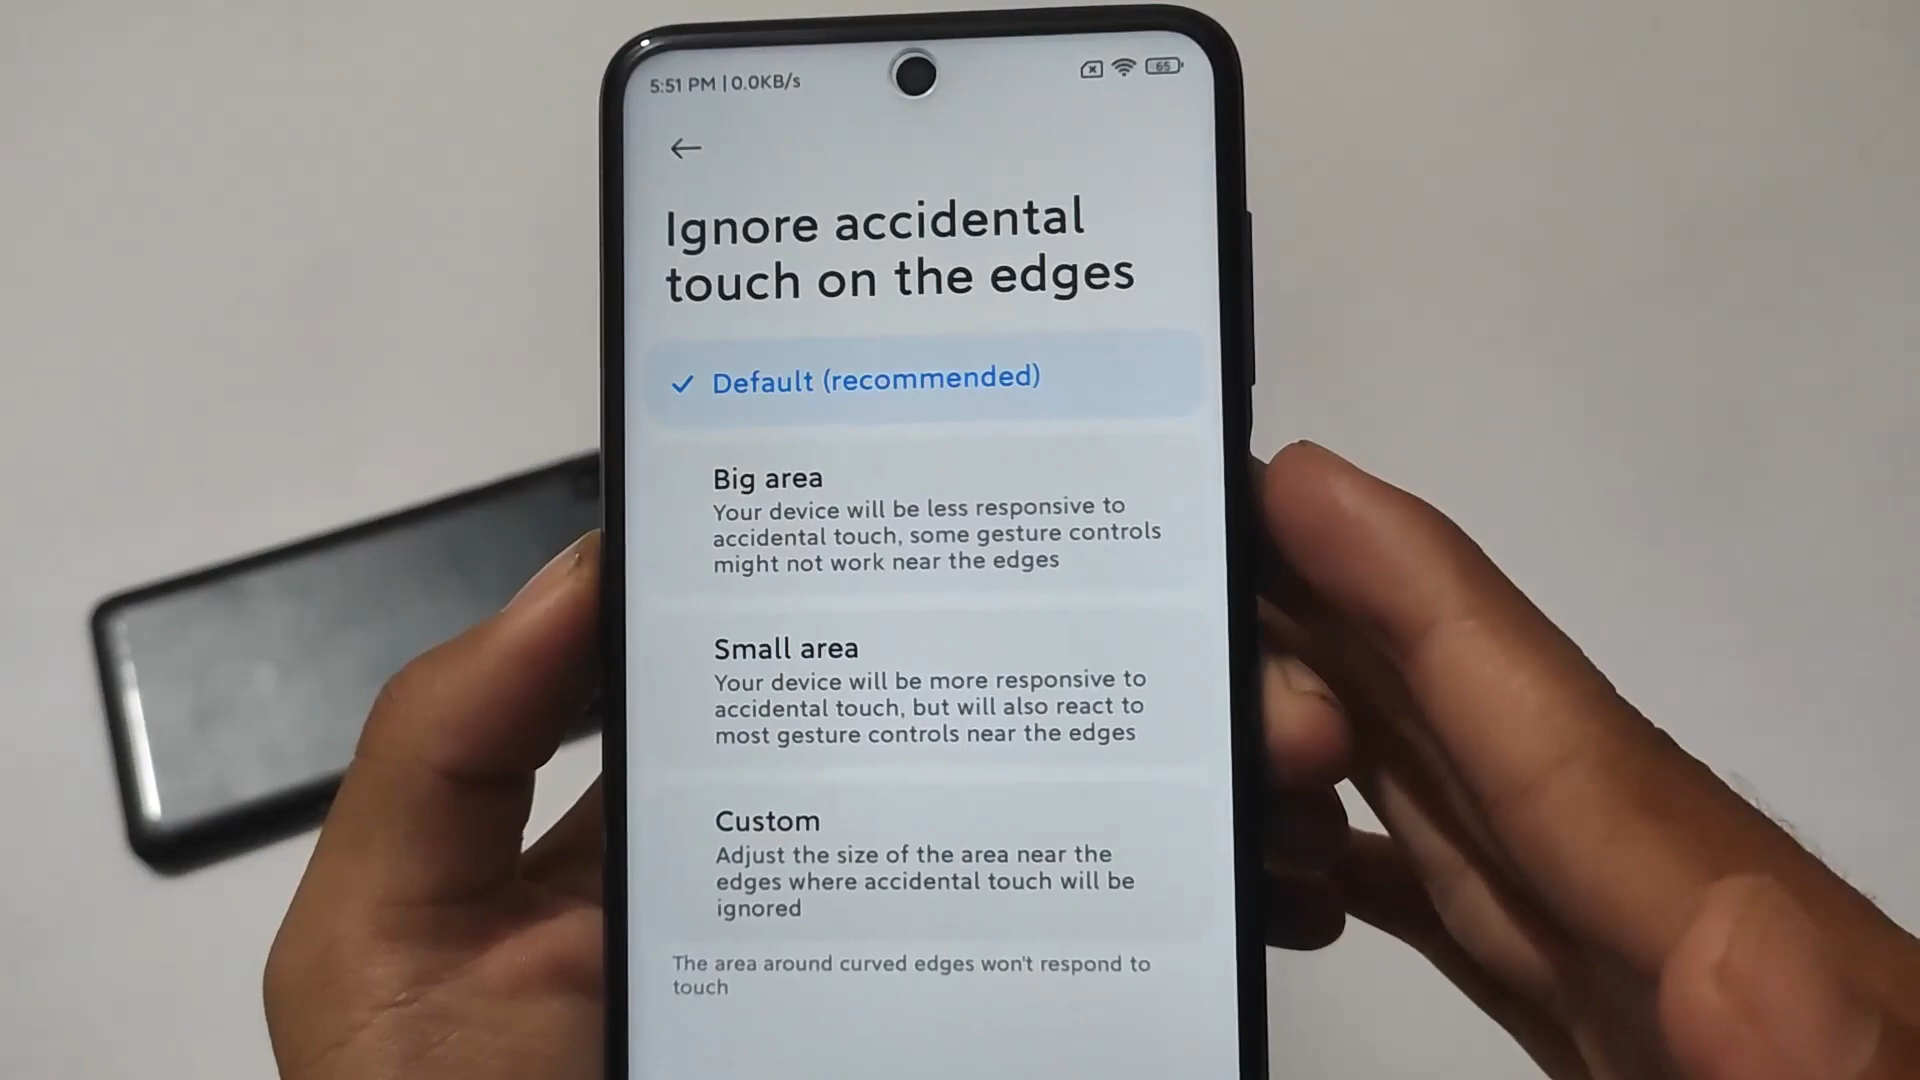 5:51 PM | 0.0KB/s
65
Ignore accidental
touch on the edges
Default (recommended)
Big area
Your device will be less responsive to
accidental touch, some gesture controls
might not work near the edges
Small area
Your device will be more responsive to
accidental touch, but will also react to
most gesture controls near the edges
Custom
Adjust the size of the area near the
edges where accidental touch will be
ignored
The area around curved edges won't respond to
touch